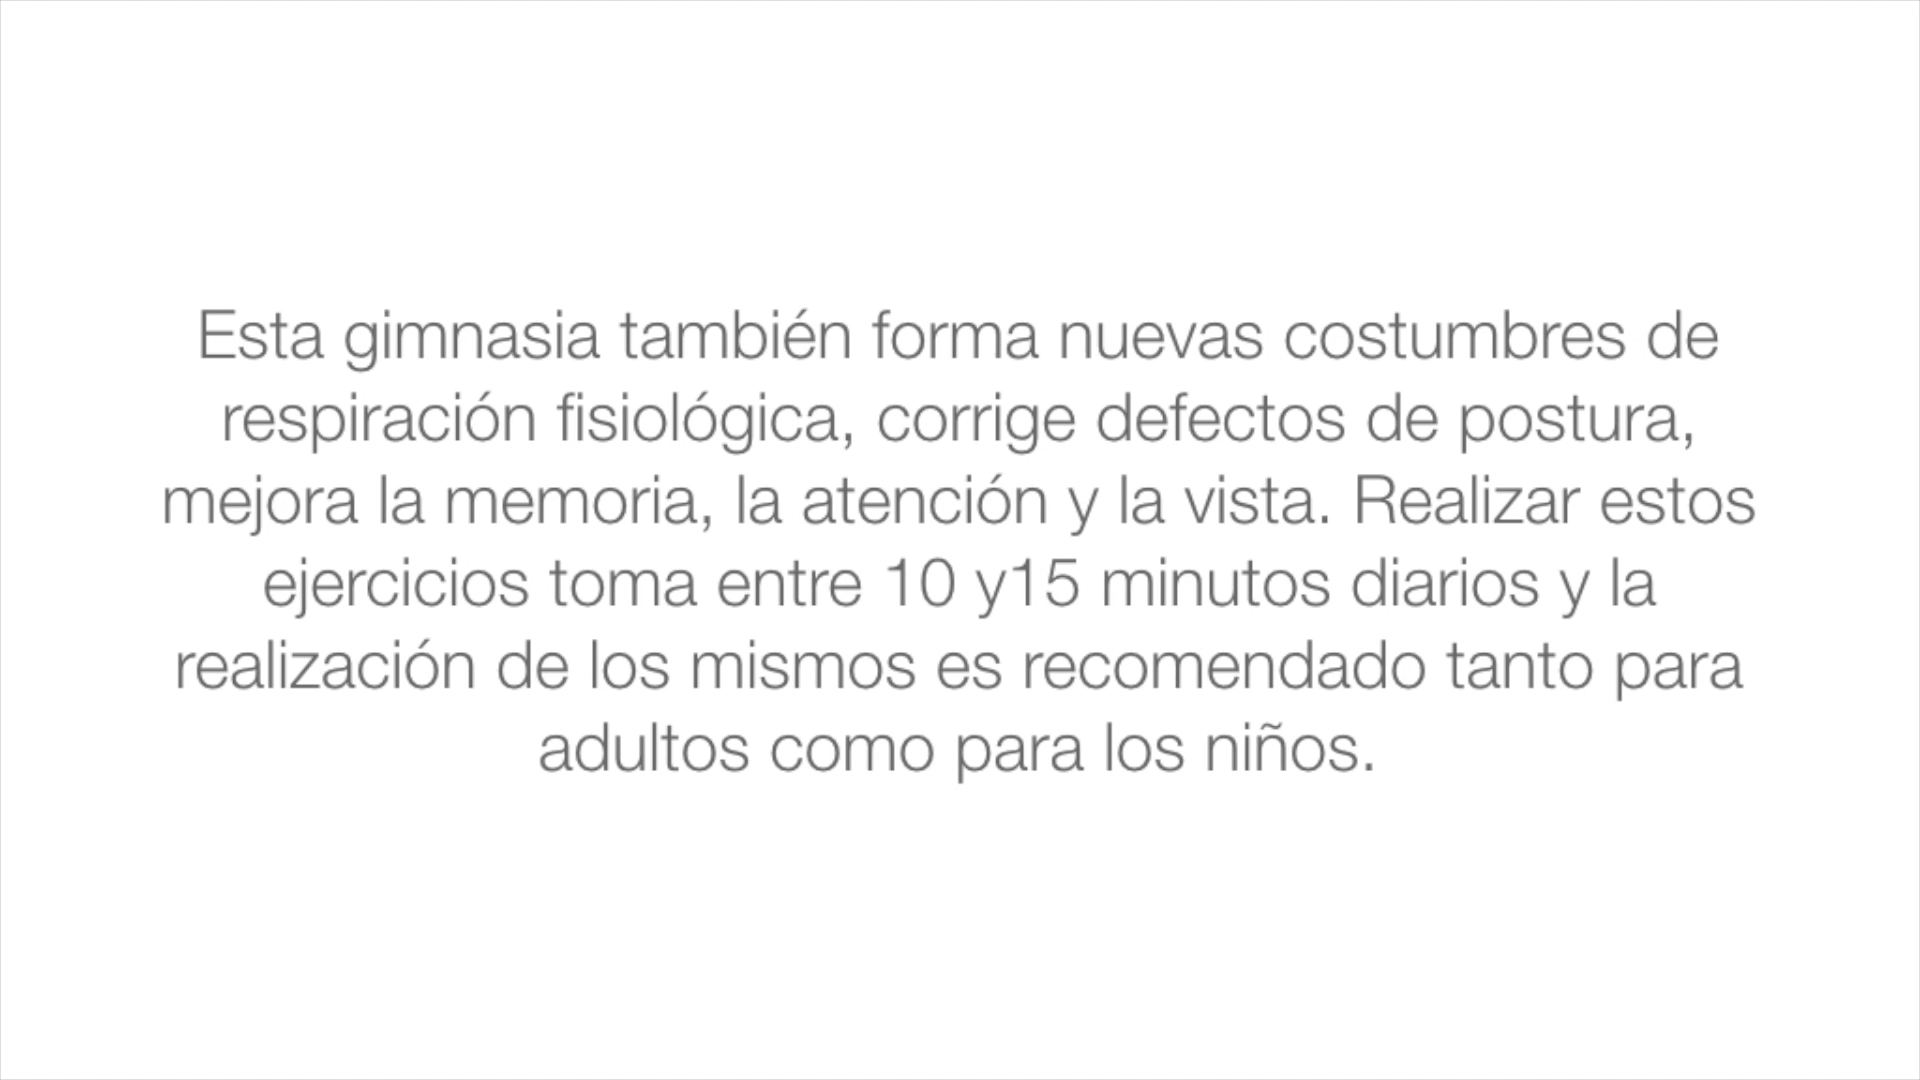 Esta gimnasia también forma nuevas costumbres de
respiración fisiológica, corrige defectos de postura,
mejora la memoria, la atención y la vista. Realizar estos
ejercicios toma entre 10 y15 minutos diarios y la
realización de los mismos es recomendado tanto para
adultos como para los niños.